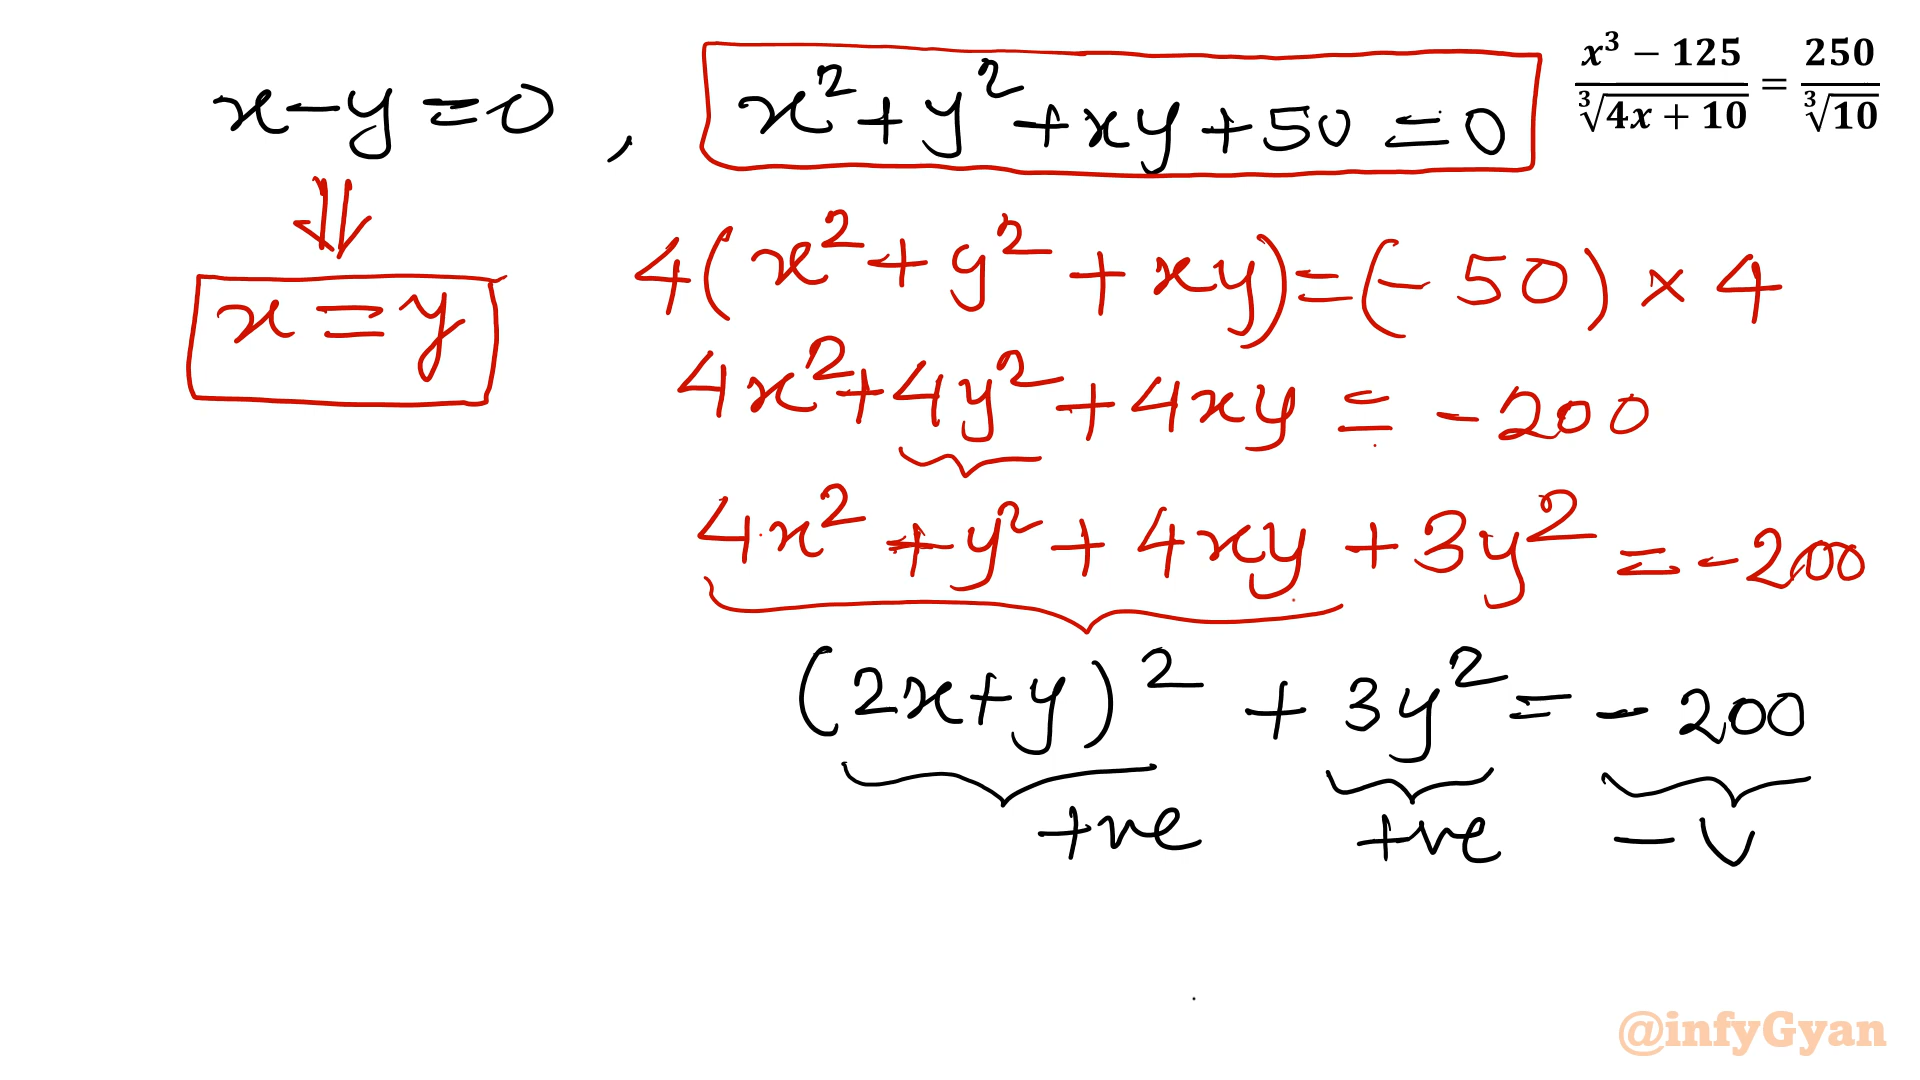 x-y=0 , x²+y²+xy+50=0
x³ − 125 / ∛4x + 10 = 250 / ∛10
⇓
x=y
4(x²+y²+xy)=(-50)×4
4x²+4y²+4xy = -200
4x²+y²+4xy+3y² = -200
(2x+y)² + 3y² = - 200
+ve +ve -v
@infyGyan